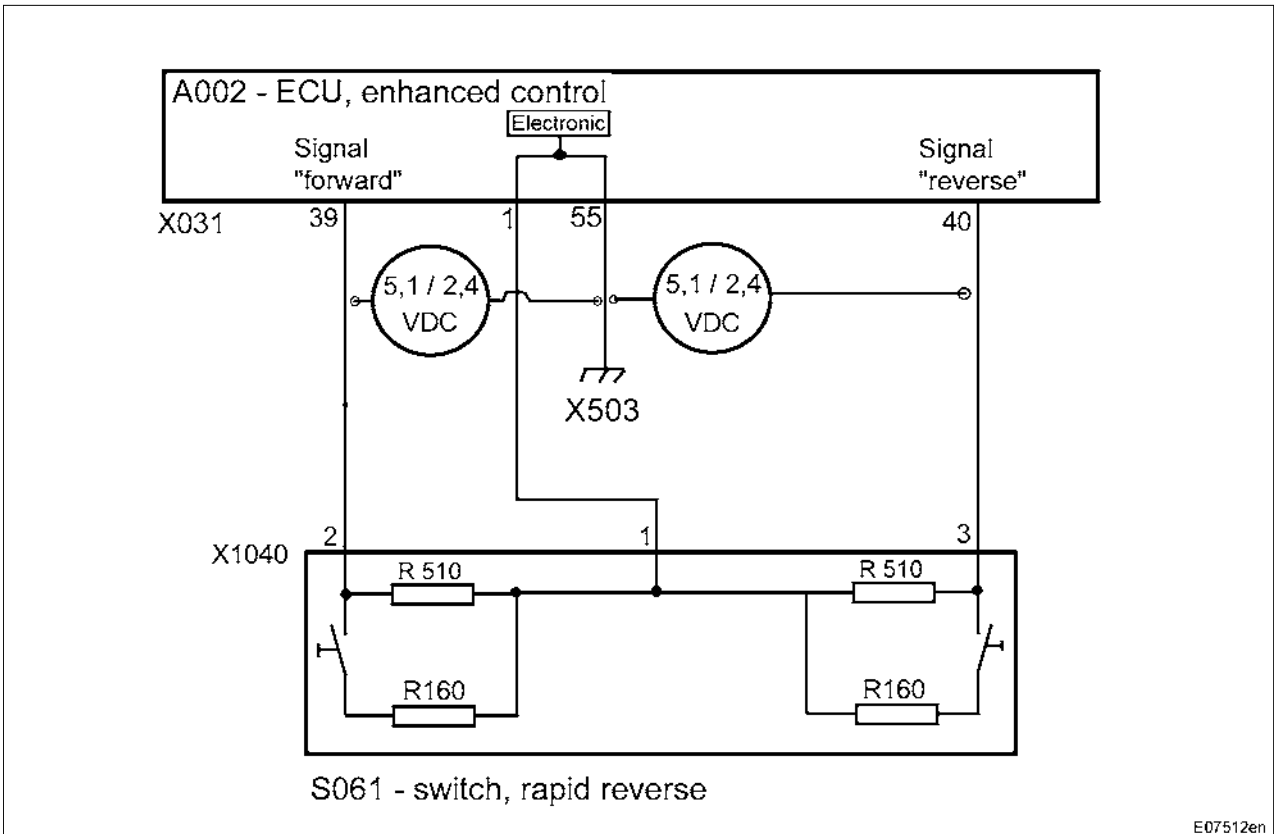 A002 - ECU, enhanced control
Electronic
Signal
"forward"
Signal
"reverse"
X031
39
1
55
40
5,1 / 2,4
VDC
5,1 / 2,4
VDC
X503
X1040
2
1
3
R 510
R 510
R160
R160
S061 - switch, rapid reverse
E07512en